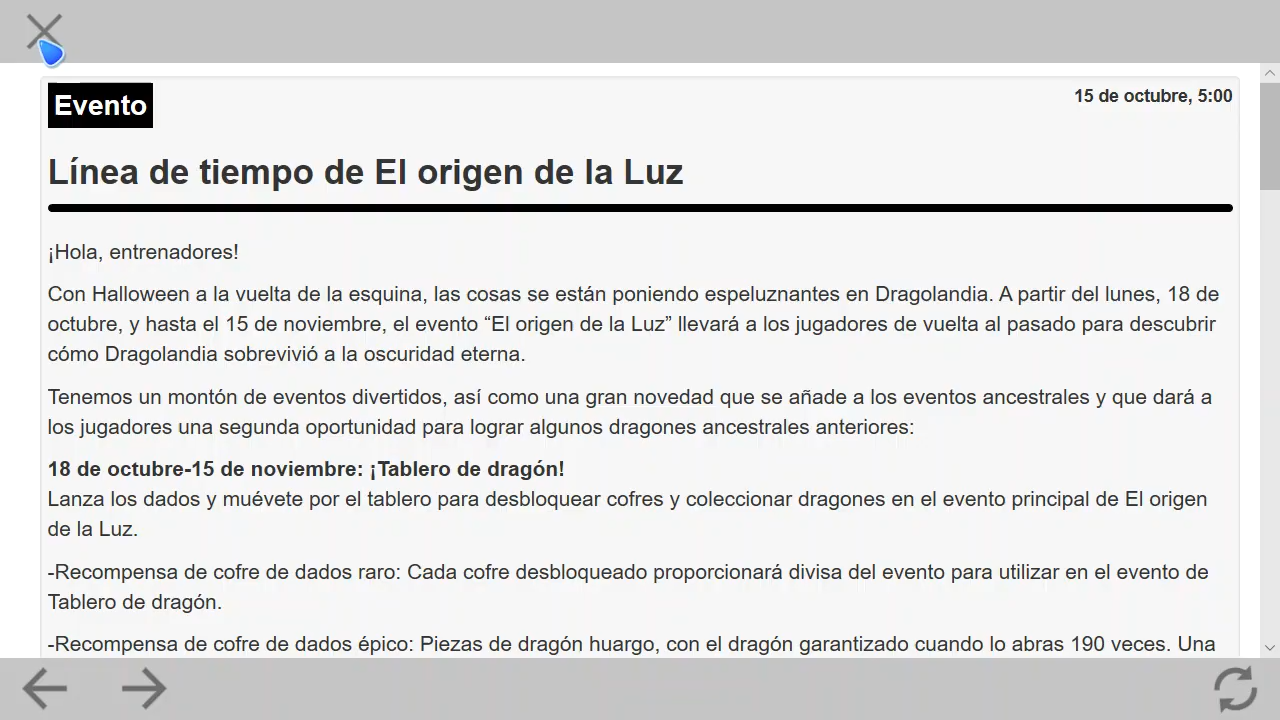 Evento
15 de octubre, 5:00
Línea de tiempo de El origen de la Luz
¡Hola, entrenadores!
Con Halloween a la vuelta de la esquina, las cosas se están poniendo espeluznantes en Dragolandia. A partir del lunes, 18 de
octubre, y hasta el 15 de noviembre, el evento “El origen de la Luz” llevará a los jugadores de vuelta al pasado para descubrir
cómo Dragolandia sobrevivió a la oscuridad eterna.
Tenemos un montón de eventos divertidos, así como una gran novedad que se añade a los eventos ancestrales y que dará a
los jugadores una segunda oportunidad para lograr algunos dragones ancestrales anteriores:
18 de octubre-15 de noviembre: ¡Tablero de dragón!
Lanza los dados y muévete por el tablero para desbloquear cofres y coleccionar dragones en el evento principal de El origen
de la Luz.
-Recompensa de cofre de dados raro: Cada cofre desbloqueado proporcionará divisa del evento para utilizar en el evento de
Tablero de dragón.
-Recompensa de cofre de dados épico: Piezas de dragón huargo, con el dragón garantizado cuando lo abras 190 veces. Una